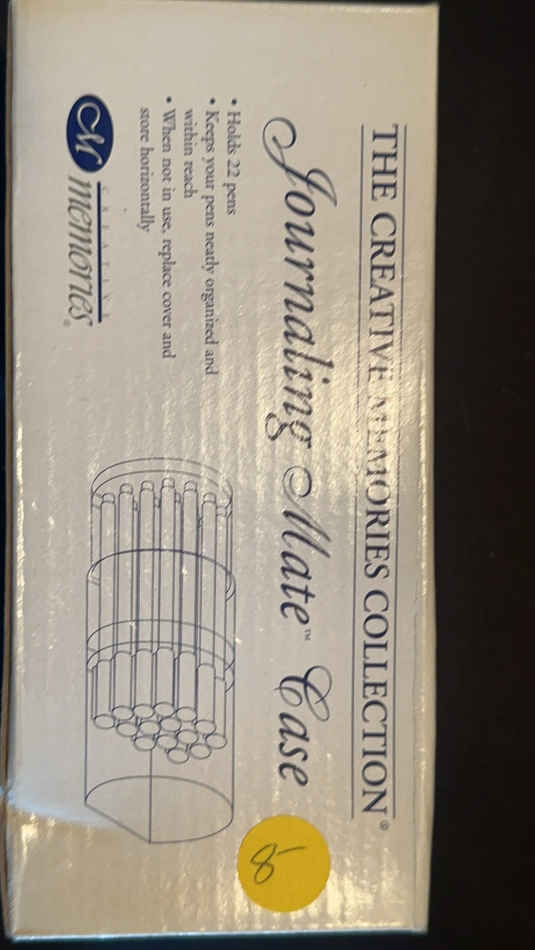 THE CREATIVE MEMORIES COLLECTION®
Journaling Mate™ Case
• Holds 22 pens
• Keeps your pens neatly organized and
within reach
• When not in use, replace cover and
store horizontally
CM CREATIVE
memories®
8